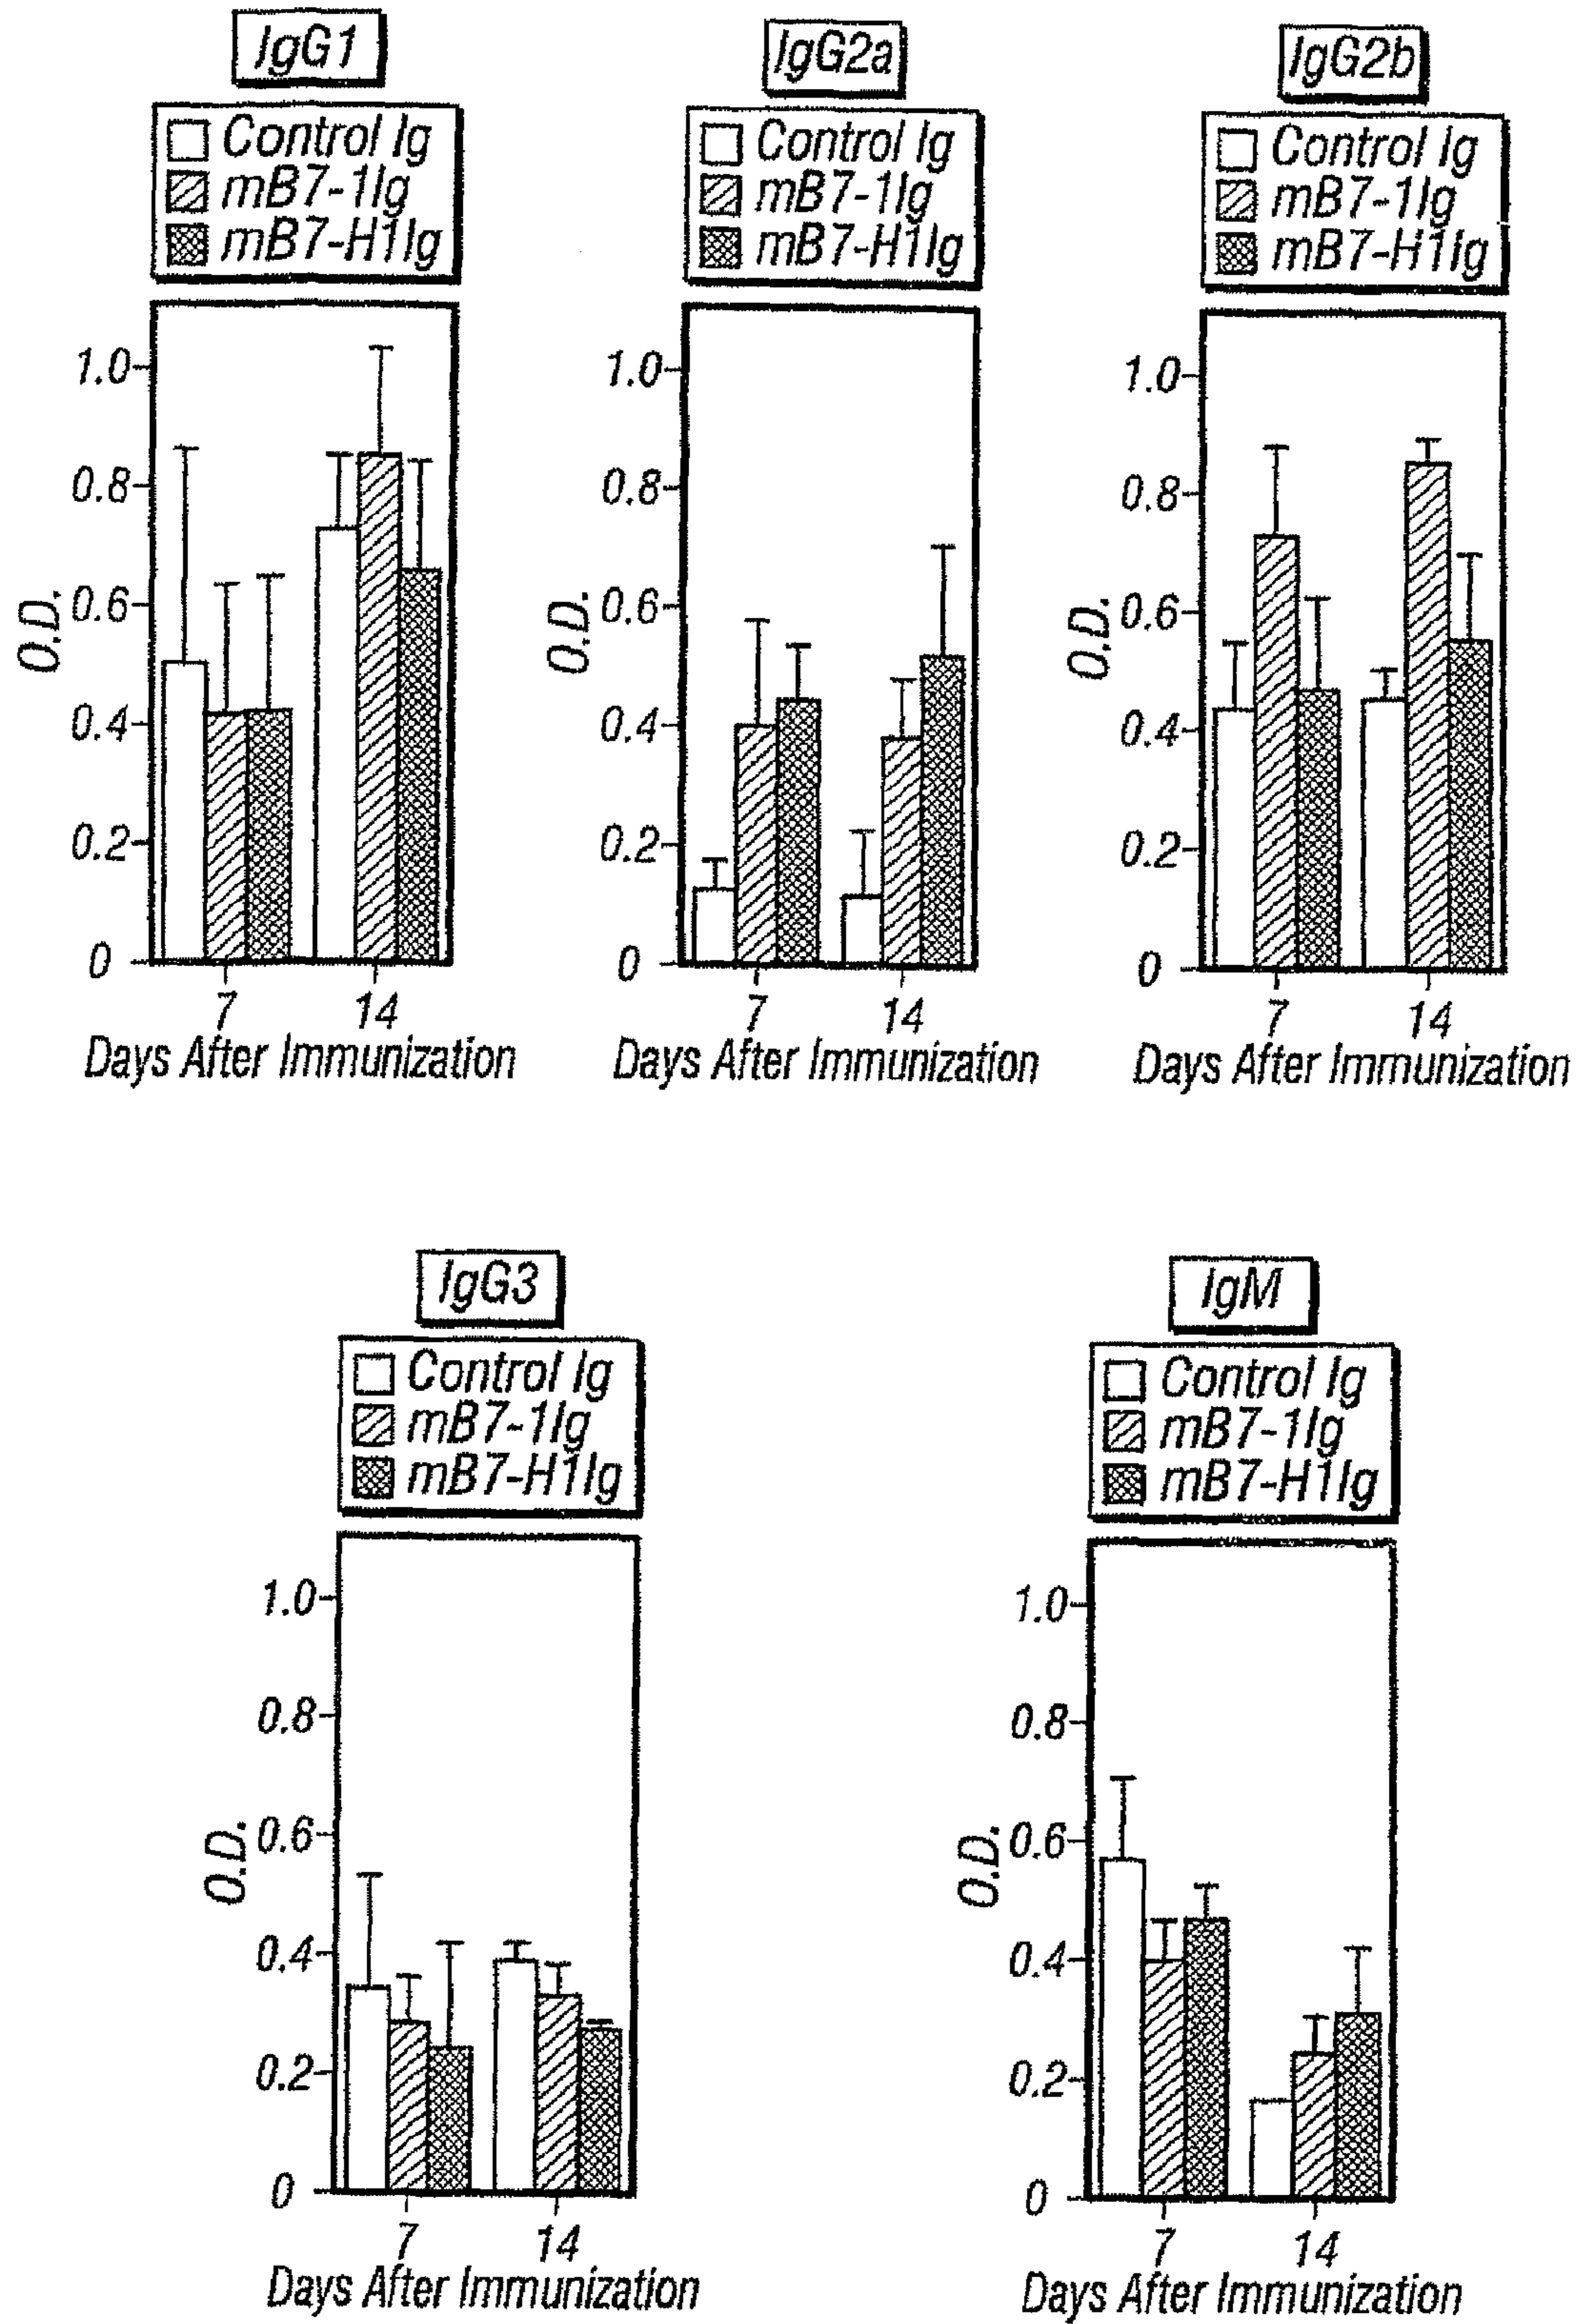 IgG1
Control Ig
mB7-1Ig
mB7-H1Ig
1.0
0.8
0.6
0.4
0.2
0
O.D.
7 14
Days After Immunization
IgG2a
Control Ig
mB7-1Ig
mB7-H1Ig
1.0
0.8
0.6
0.4
0.2
0
O.D.
7 14
Days After Immunization
IgG2b
Control Ig
mB7-1Ig
mB7-H1Ig
1.0
0.8
0.6
0.4
0.2
0
O.D.
7 14
Days After Immunization
IgG3
Control Ig
mB7-1Ig
mB7-H1Ig
1.0
0.8
0.6
0.4
0.2
0
O.D.
7 14
Days After Immunization
IgM
Control Ig
mB7-1Ig
mB7-H1Ig
1.0
0.8
0.6
0.4
0.2
0
O.D.
7 14
Days After Immunization